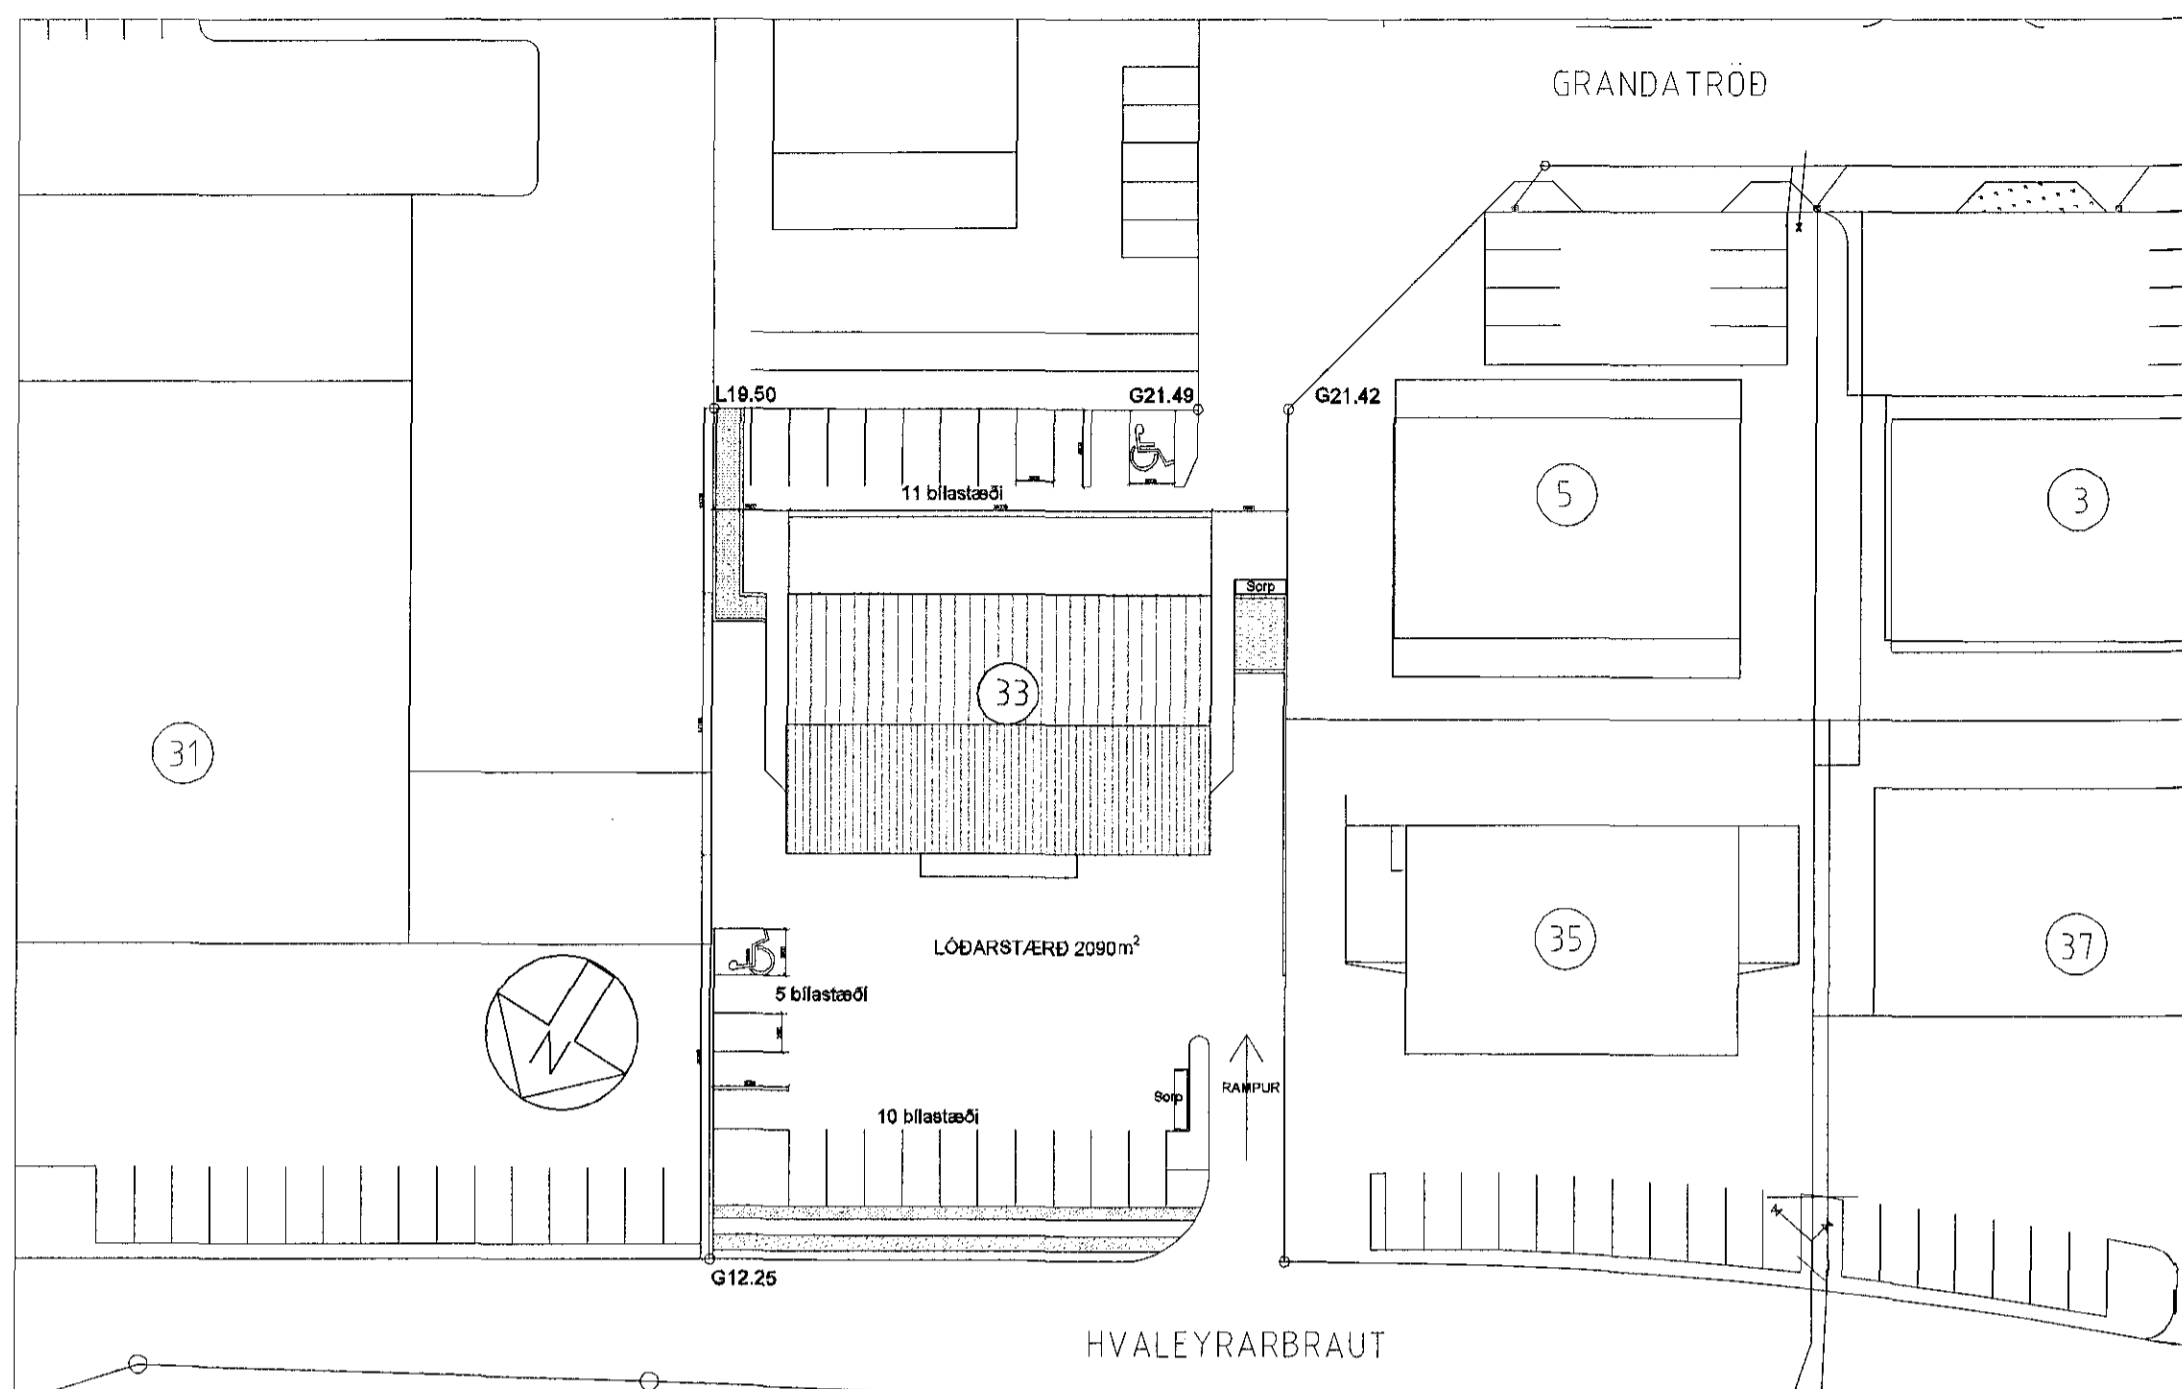 GRANDATRÖÐ
L19.50
G21.49
G21.42
11 bílastæði
5
3
Sorp
33
31
35
37
LÓÐARSTÆRÐ 2090m²
5 bílastæði
N
RAMPUR
Sorp
10 bílastæði
G12.25
HVALEYRARBRAUT